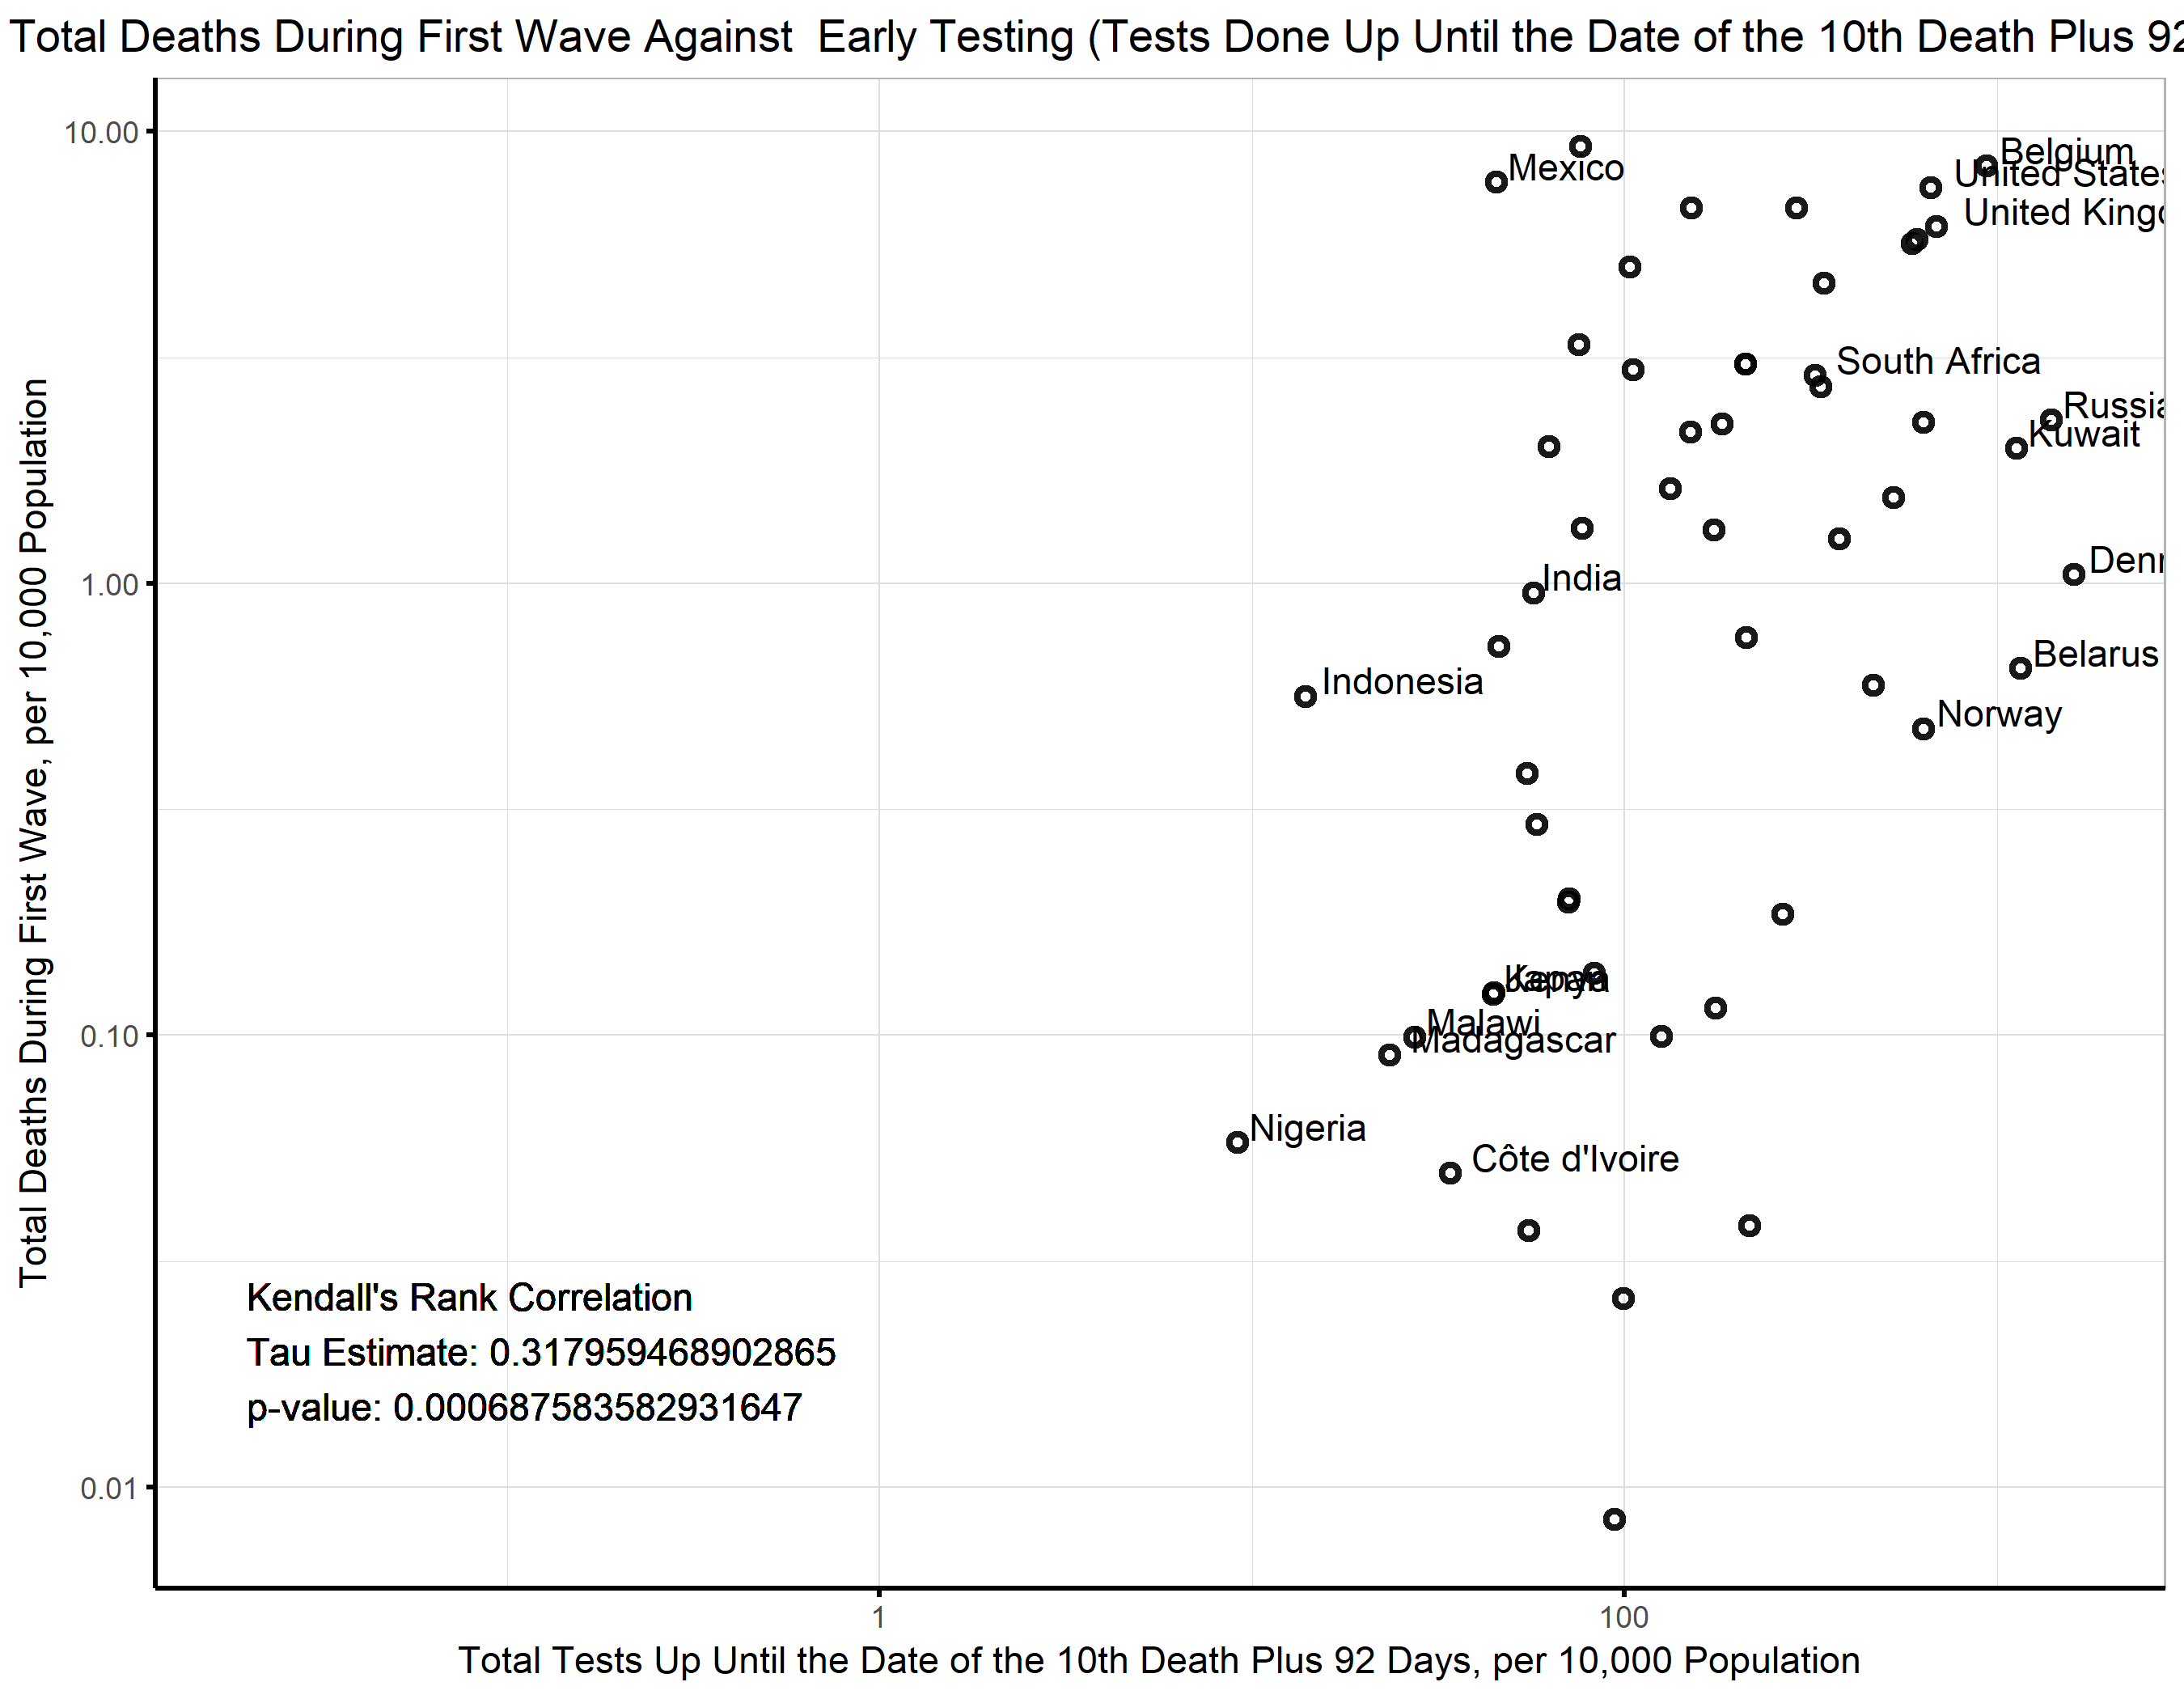 Total Deaths During First Wave Against  Early Testing (Tests Done Up Until the Date of the 10th Death Plus 92
Total Deaths During First Wave, per 10,000 Population
10.00
1.00
0.10
0.01
Mexico
Belgium
United States
United Kingd
South Africa
Russia
Kuwait
India
Denm
Belarus
Indonesia
Norway
Japan
Kenya
Malawi
Madagascar
Nigeria
Côte d'Ivoire
Kendall's Rank Correlation
Tau Estimate: 0.317959468902865
p-value: 0.000687583582931647
1
100
Total Tests Up Until the Date of the 10th Death Plus 92 Days, per 10,000 Population